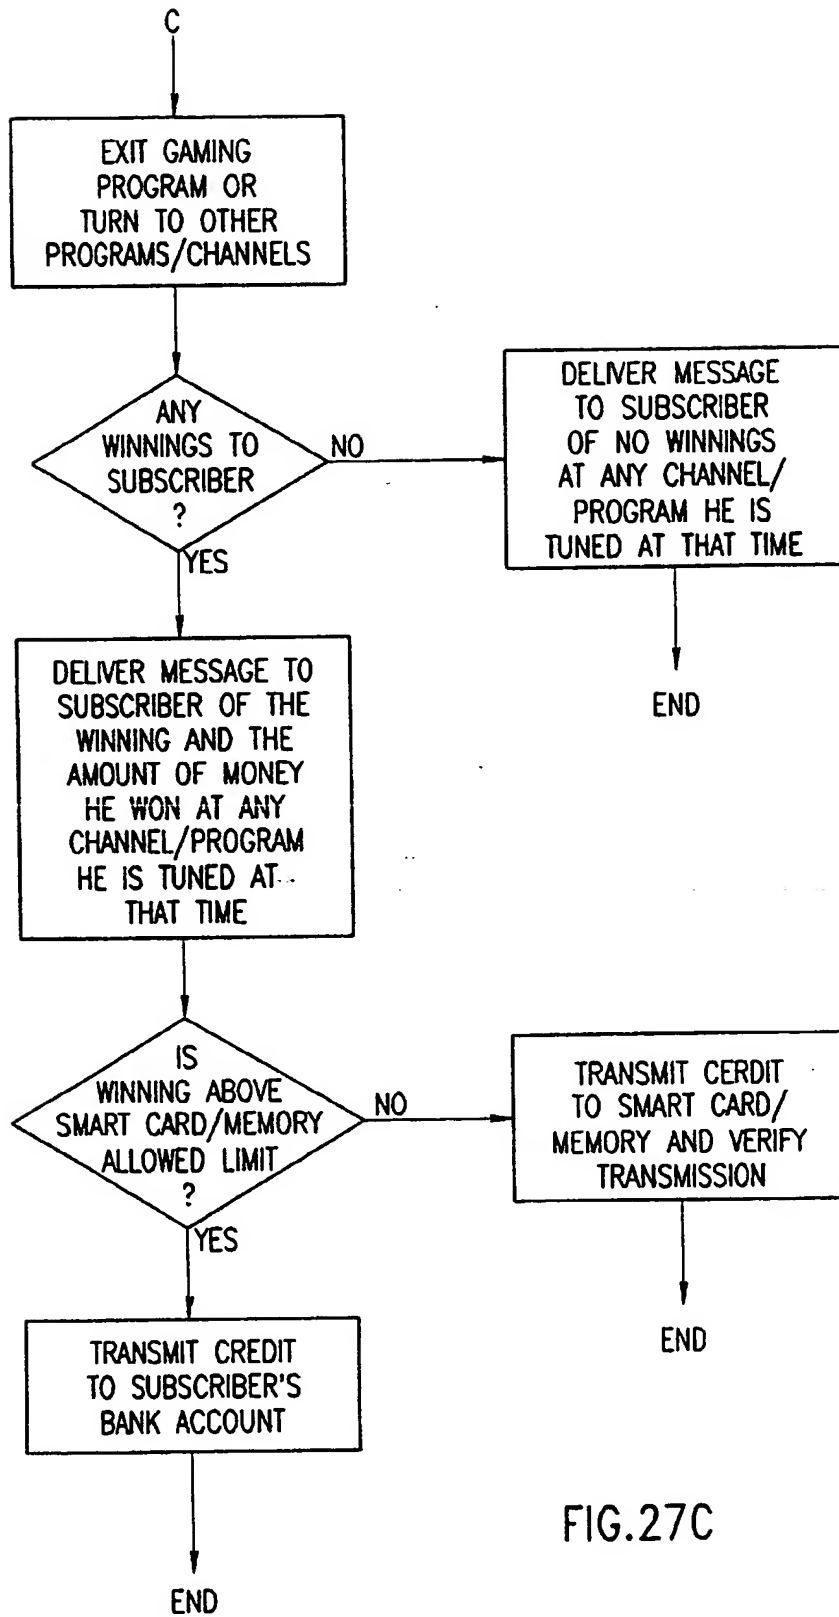 C
EXIT GAMING
PROGRAM OR
TURN TO OTHER
PROGRAMS/CHANNELS
ANY
WINNINGS TO
SUBSCRIBER
?
NO
DELIVER MESSAGE
TO SUBSCRIBER
OF NO WINNINGS
AT ANY CHANNEL/
PROGRAM HE IS
TUNED AT THAT TIME
END
YES
DELIVER MESSAGE TO
SUBSCRIBER OF THE
WINNING AND THE
AMOUNT OF MONEY
HE WON AT ANY
CHANNEL/PROGRAM
HE IS TUNED AT
THAT TIME
IS
WINNING ABOVE
SMART CARD/MEMORY
ALLOWED LIMIT
?
NO
TRANSMIT CERDIT
TO SMART CARD/
MEMORY AND VERIFY
TRANSMISSION
END
YES
TRANSMIT CREDIT
TO SUBSCRIBER'S
BANK ACCOUNT
END
FIG.27C